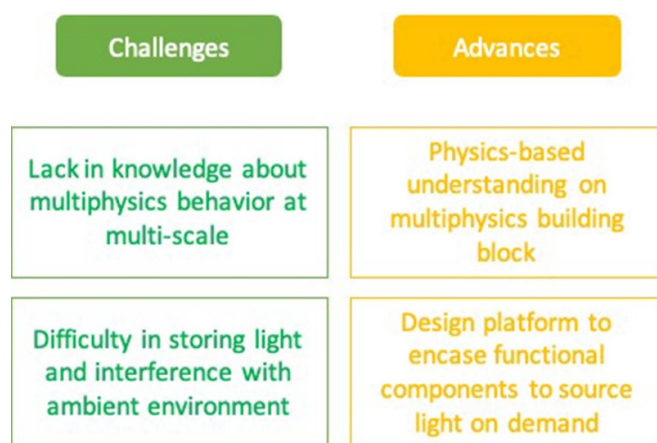 Challenges
Advances
Lack in knowledge about
multiphysics behavior at
multi-scale
Physics-based
understanding on
multiphysics building
block
Difficulty in storing light
and interference with
ambient environment
Design platform to
encase functional
components to source
light on demand